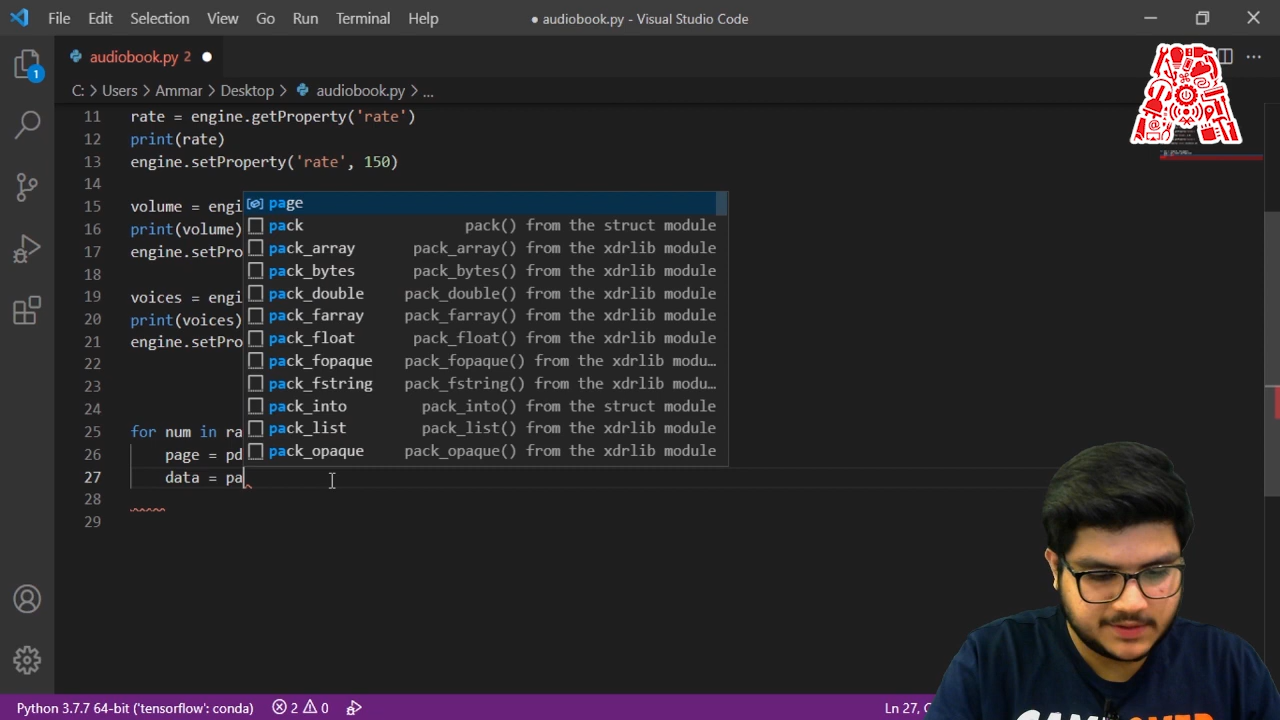 File Edit Selection View Go Run Terminal Help
● audiobook.py - Visual Studio Code
audiobook.py 2
1
C: > Users > Ammar > Desktop > audiobook.py > ...
11 rate = engine.getProperty('rate')
12 print(rate)
13 engine.setProperty('rate', 150)
14
15 volume = engi
16 print(volume)
17 engine.setPro
18
19 voices = engi
20 print(voices)
21 engine.setPro
22
23
24
25 for num in ra
26 page = pd
27 data = pa
28
29
page
pack pack() from the struct module
pack_array pack_array() from the xdrlib module
pack_bytes pack_bytes() from the xdrlib module
pack_double pack_double() from the xdrlib module
pack_farray pack_farray() from the xdrlib module
pack_float pack_float() from the xdrlib module
pack_fopaque pack_fopaque() from the xdrlib modu…
pack_fstring pack_fstring() from the xdrlib modu…
pack_into pack_into() from the struct module
pack_list pack_list() from the xdrlib module
pack_opaque pack_opaque() from the xdrlib module
Python 3.7.7 64-bit ('tensorflow': conda) 2 0
Ln 27, C